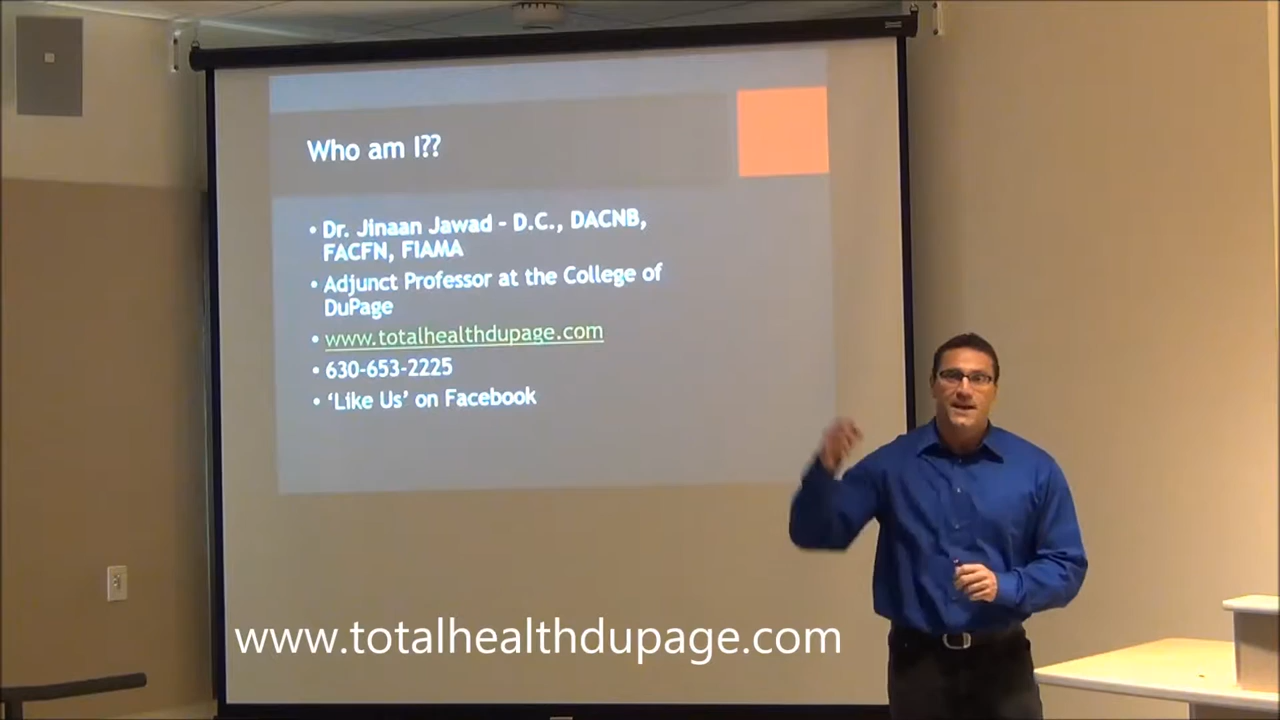 Who am I??
• Dr. Jinaan Jawad - D.C., DACNB,
FACFN, FIAMA
• Adjunct Professor at the College of
DuPage
• www.totalhealthdupage.com
• 630-653-2225
• ‘Like Us’ on Facebook
www.totalhealthdupage.com